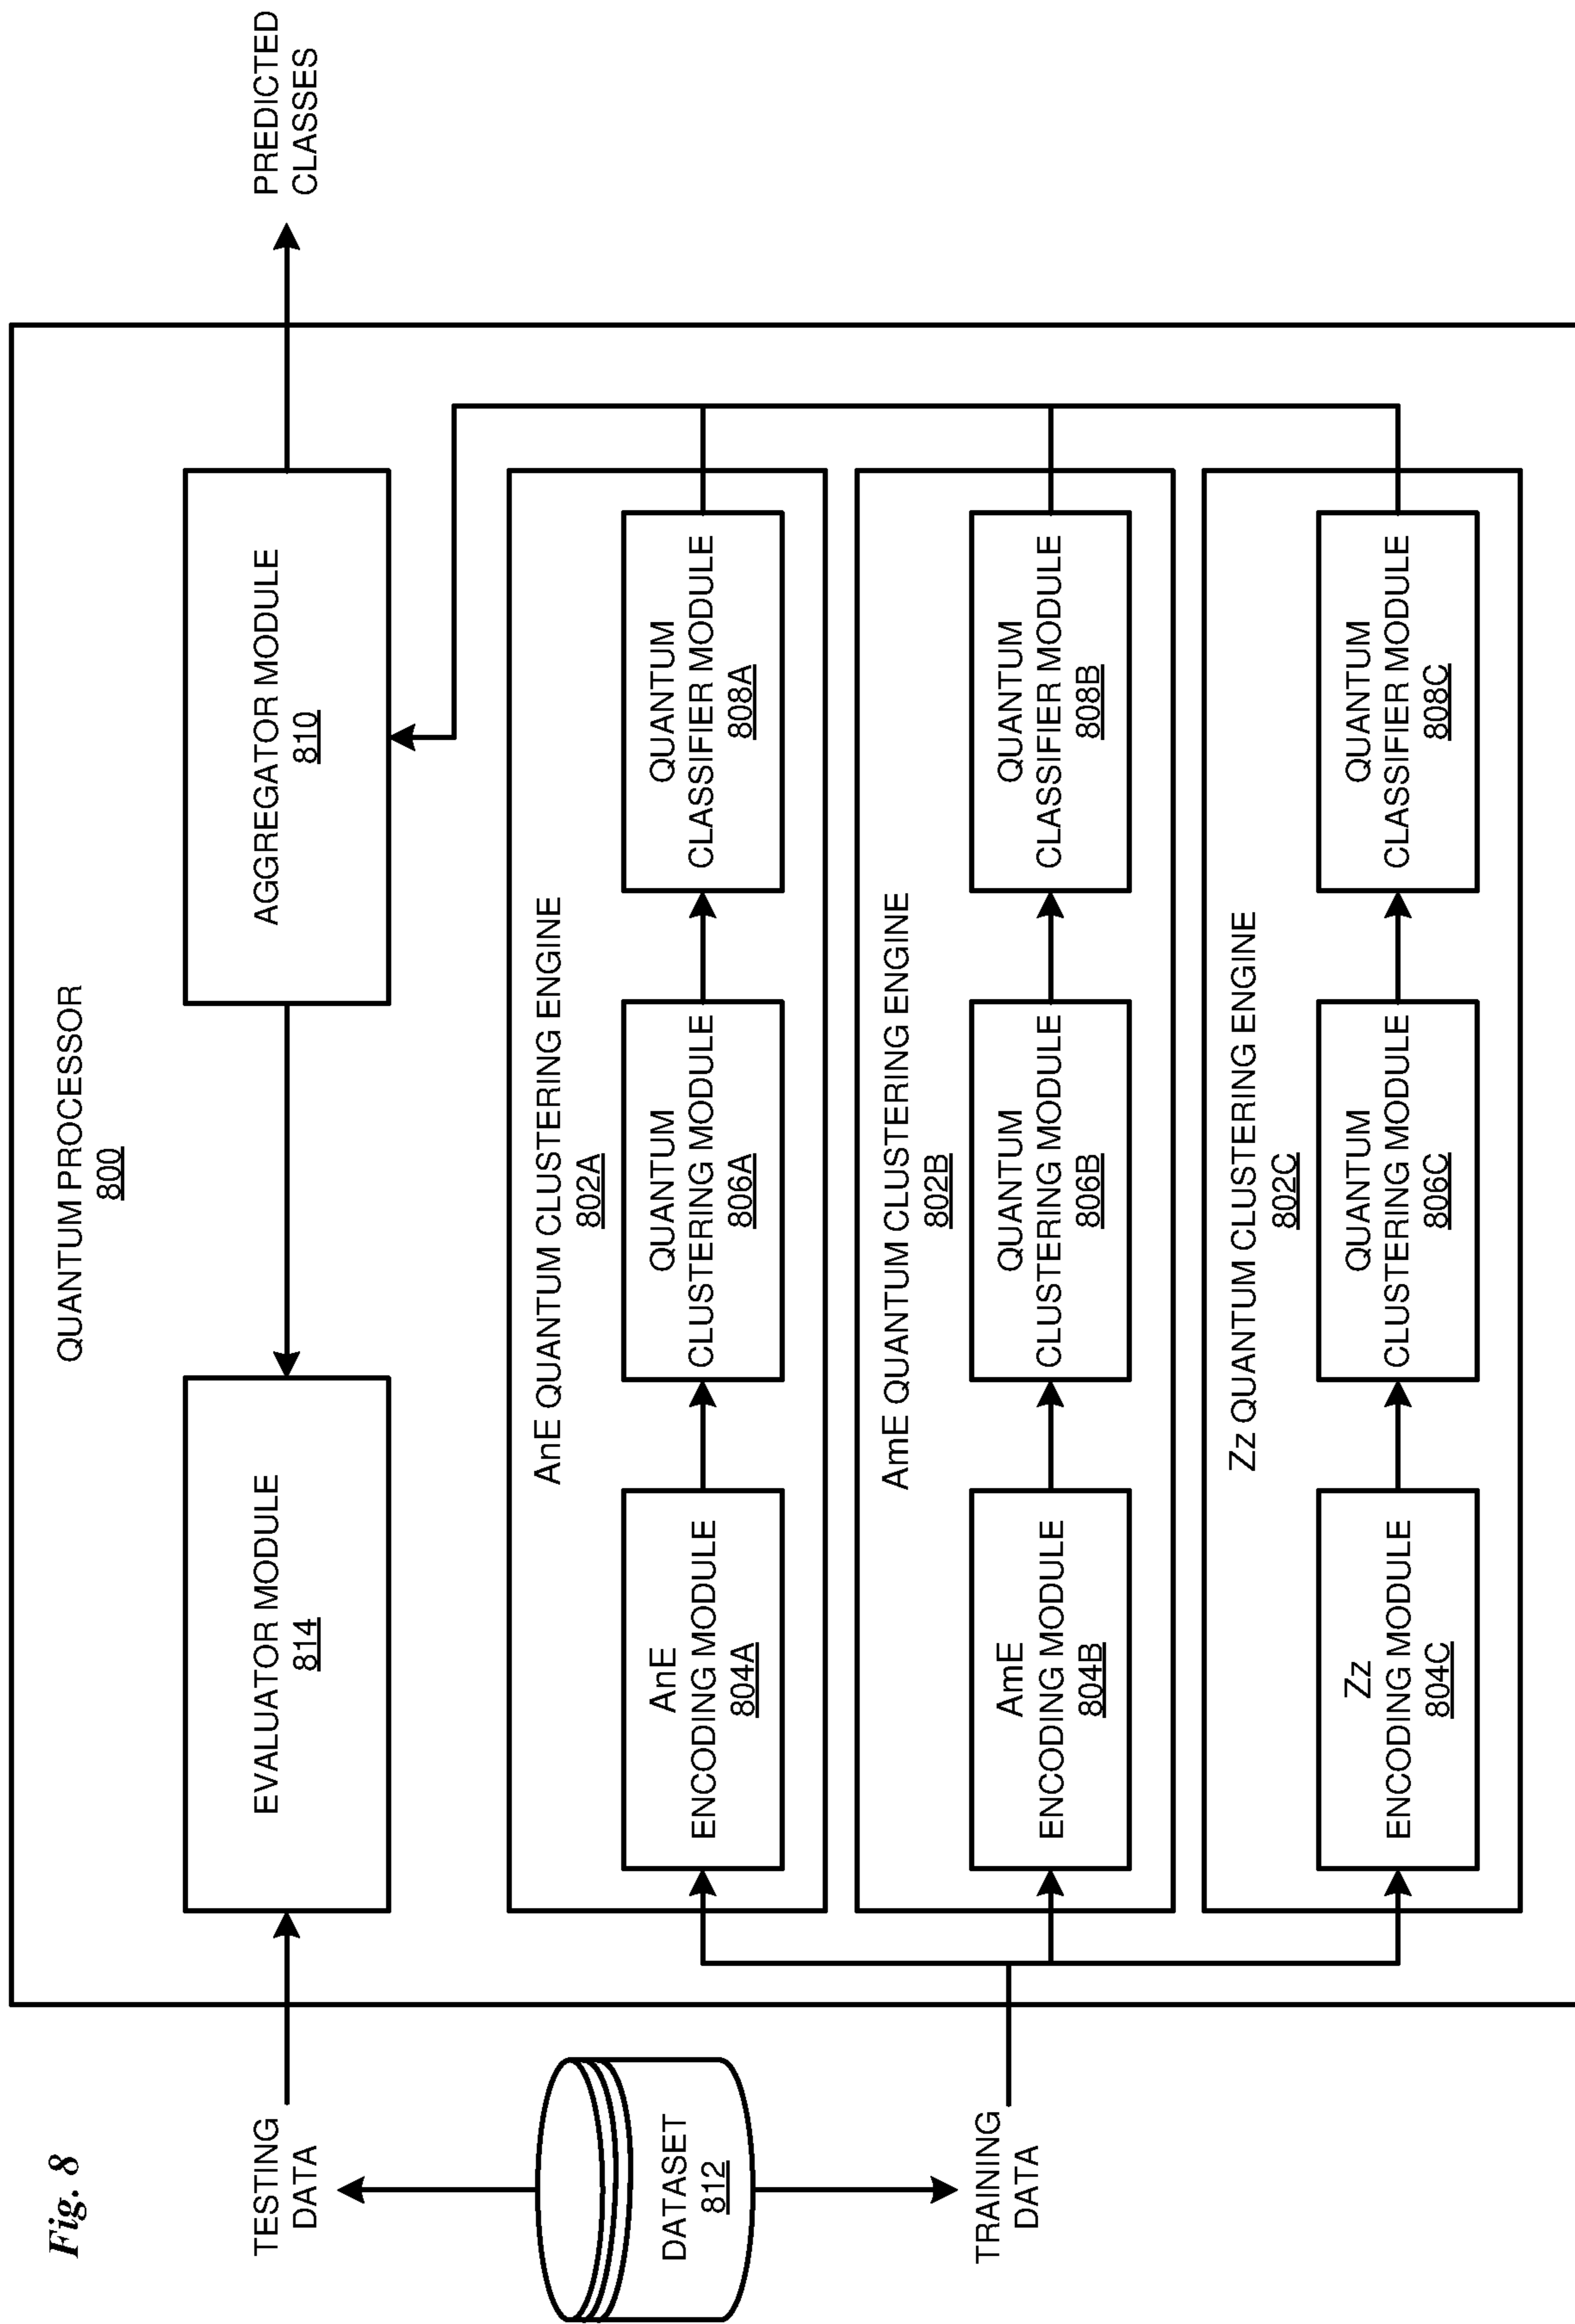 Fig. 8
QUANTUM PROCESSOR
800
TESTING
DATA
EVALUATOR MODULE
814
AGGREGATOR MODULE
810
PREDICTED
CLASSES
DATASET
812
TRAINING
DATA
AnE QUANTUM CLUSTERING ENGINE
802A
AnE
ENCODING MODULE
804A
QUANTUM
CLUSTERING MODULE
806A
QUANTUM
CLASSIFIER MODULE
808A
AmE QUANTUM CLUSTERING ENGINE
802B
AmE
ENCODING MODULE
804B
QUANTUM
CLUSTERING MODULE
806B
QUANTUM
CLASSIFIER MODULE
808B
Zz QUANTUM CLUSTERING ENGINE
802C
Zz
ENCODING MODULE
804C
QUANTUM
CLUSTERING MODULE
806C
QUANTUM
CLASSIFIER MODULE
808C